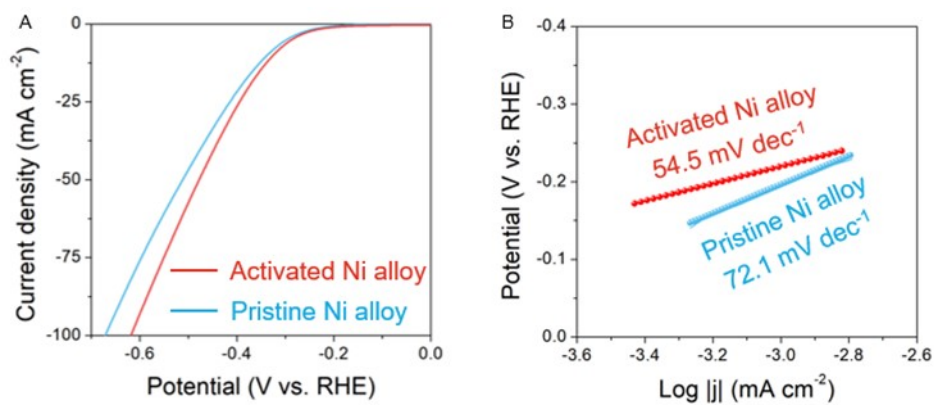 A
0
-25
-50
-75
-100
Current density (mA cm⁻²)
-0.6
-0.4
-0.2
0.0
Potential (V vs. RHE)
Activated Ni alloy
Pristine Ni alloy
B
-0.4
-0.3
-0.2
-0.1
0.0
Potential (V vs. RHE)
-3.6
-3.4
-3.2
-3.0
-2.8
-2.6
Log |j| (mA cm⁻²)
Activated Ni alloy
54.5 mV dec⁻¹
Pristine Ni alloy
72.1 mV dec⁻¹